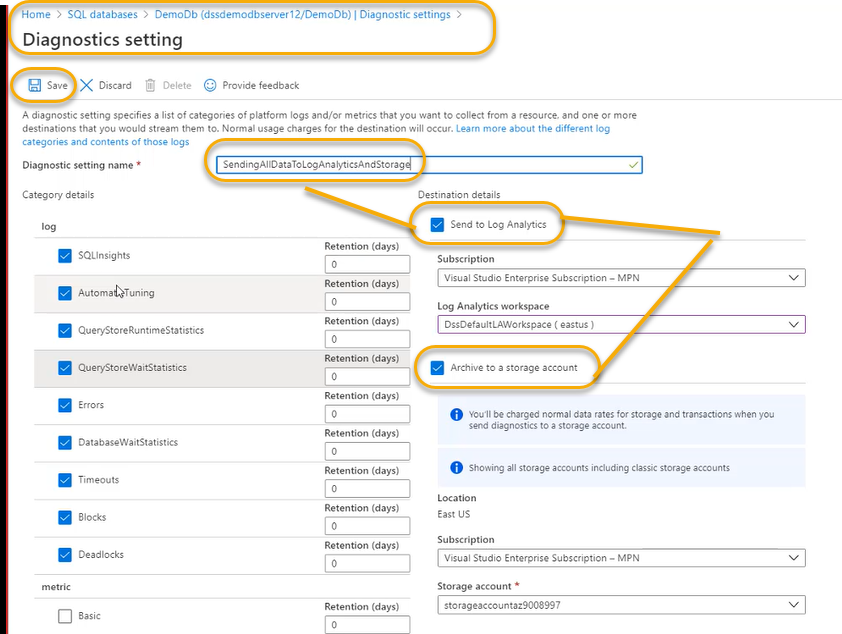 Home > SQL databases > DemoDb (dssdemodbserver12/DemoDb) | Diagnostic settings >
Diagnostics setting
Save Discard Delete Provide feedback
A diagnostic setting specifies a list of categories of platform logs and/or metrics that you want to collect from a resource, and one or more
destinations that you would stream them to. Normal usage charges for the destination will occur. Learn more about the different log
categories and contents of those logs
Diagnostic setting name *
SendingAllDataToLogAnalyticsAndStorage
Category details
log
Retention (days)
SQLInsights
0
Retention (days)
AutomaticTuning
0
Retention (days)
QueryStoreRuntimeStatistics
0
Retention (days)
QueryStoreWaitStatistics
0
Retention (days)
Errors
0
Retention (days)
DatabaseWaitStatistics
0
Retention (days)
Timeouts
0
Retention (days)
Blocks
0
Retention (days)
Deadlocks
0
metric
Retention (days)
Basic
0
Destination details
Send to Log Analytics
Subscription
Visual Studio Enterprise Subscription – MPN
Log Analytics workspace
DssDefaultLAWorkspace ( eastus )
Archive to a storage account
You'll be charged normal data rates for storage and transactions when you
send diagnostics to a storage account.
Showing all storage accounts including classic storage accounts
Location
East US
Subscription
Visual Studio Enterprise Subscription – MPN
Storage account *
storageaccountaz9008997